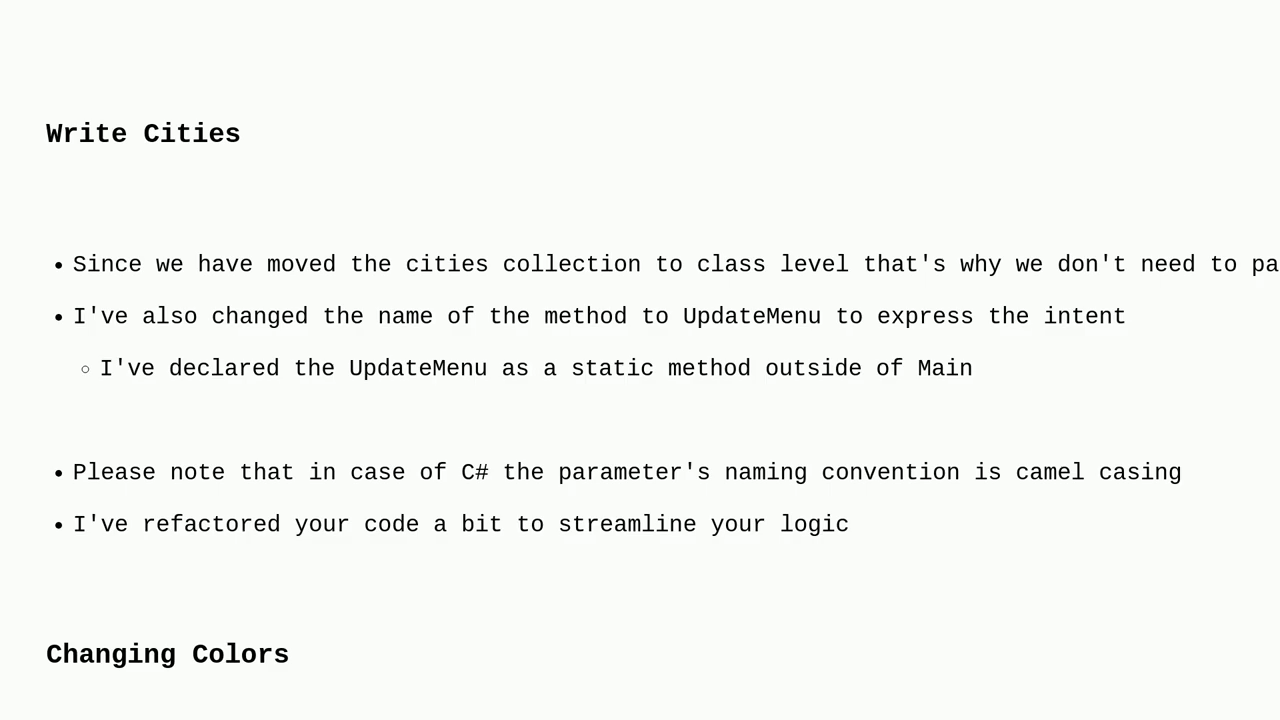 Write Cities
Since we have moved the cities collection to class level that's why we don't need to
I've also changed the name of the method to UpdateMenu to express the intent
I've declared the UpdateMenu as a static method outside of Main
Please note that in case of C# the parameter's naming convention is camel casing
I've refactored your code a bit to streamline your logic
Changing Colors